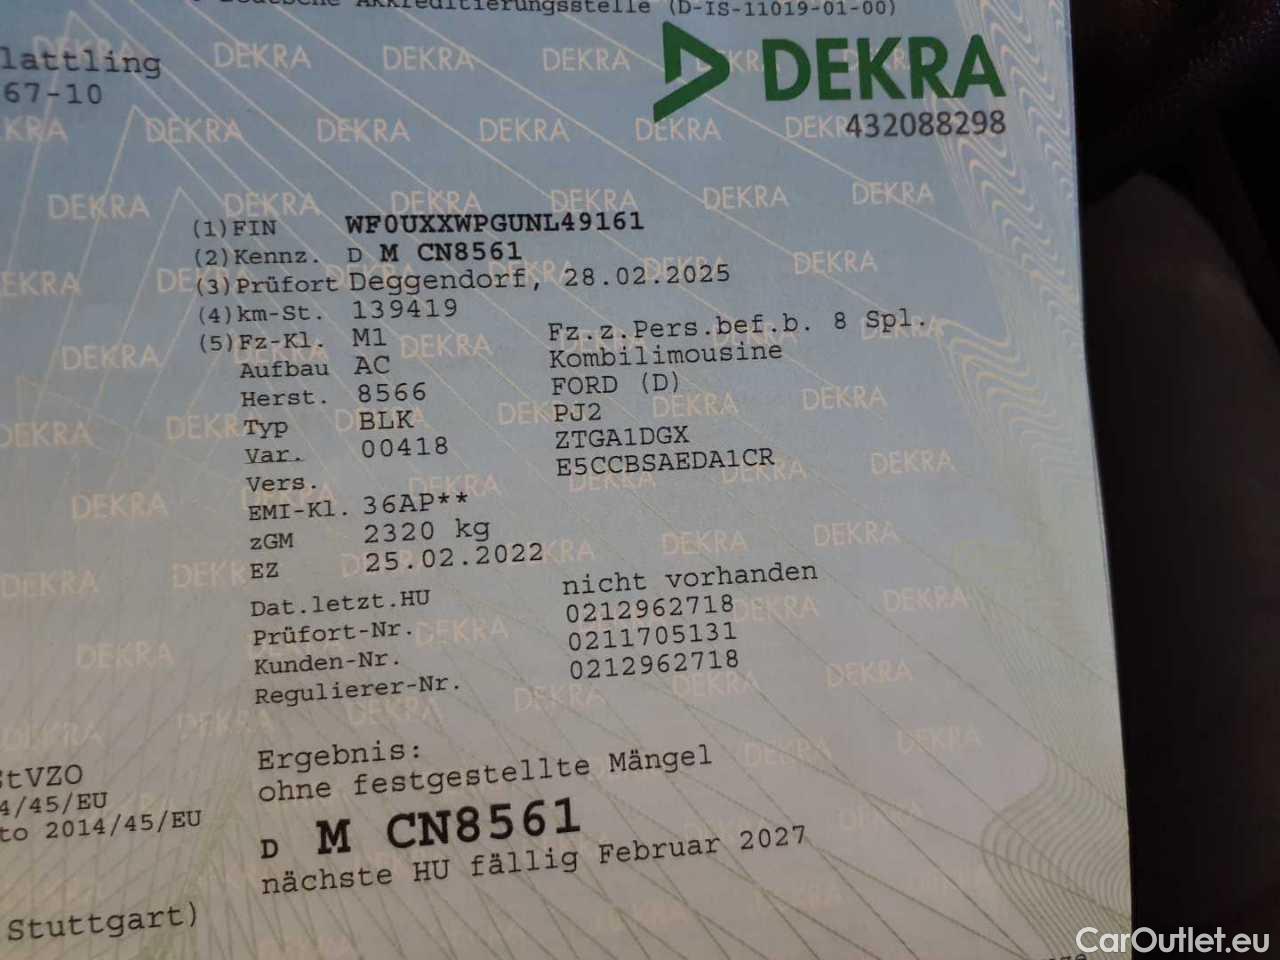 Deutsche Akkreditierungsstelle (D-IS-11019-01-00)
lattling
67-10
DEKRA
432088298
(1)FIN WF0UXXWPGUNL49161
(2)Kennz. D M CN8561
(3)Prüfort Deggendorf, 28.02.2025
(4)km-St. 139419
(5)Fz-Kl. M1 Fz.z.Pers.bef.b. 8 Spl.
Aufbau AC Kombilimousine
Herst. 8566 FORD (D)
Typ BLK PJ2
Var. 00418 ZTGA1DGX
Vers. E5CCBSAEDA1CR
EMI-Kl. 36AP**
zGM 2320 kg
EZ 25.02.2022
Dat.letzt.HU nicht vorhanden
Prüfort-Nr. 0212962718
Kunden-Nr. 0211705131
Regulierer-Nr. 0212962718
Ergebnis:
ohne festgestellte Mängel
D M CN8561
nächste HU fällig Februar 2027
StVZO
4/45/EU
to 2014/45/EU
Stuttgart)
CarOutlet.eu